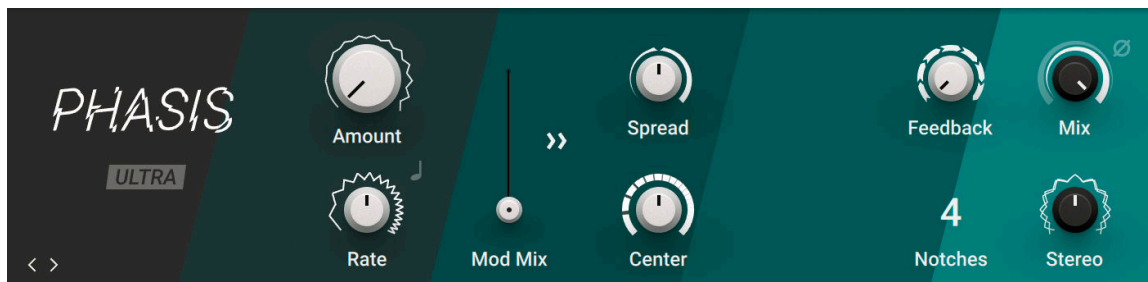 PHASIS
ULTRA
Amount
Rate
Mod Mix
Spread
Center
Feedback
4
Notches
Mix
Stereo